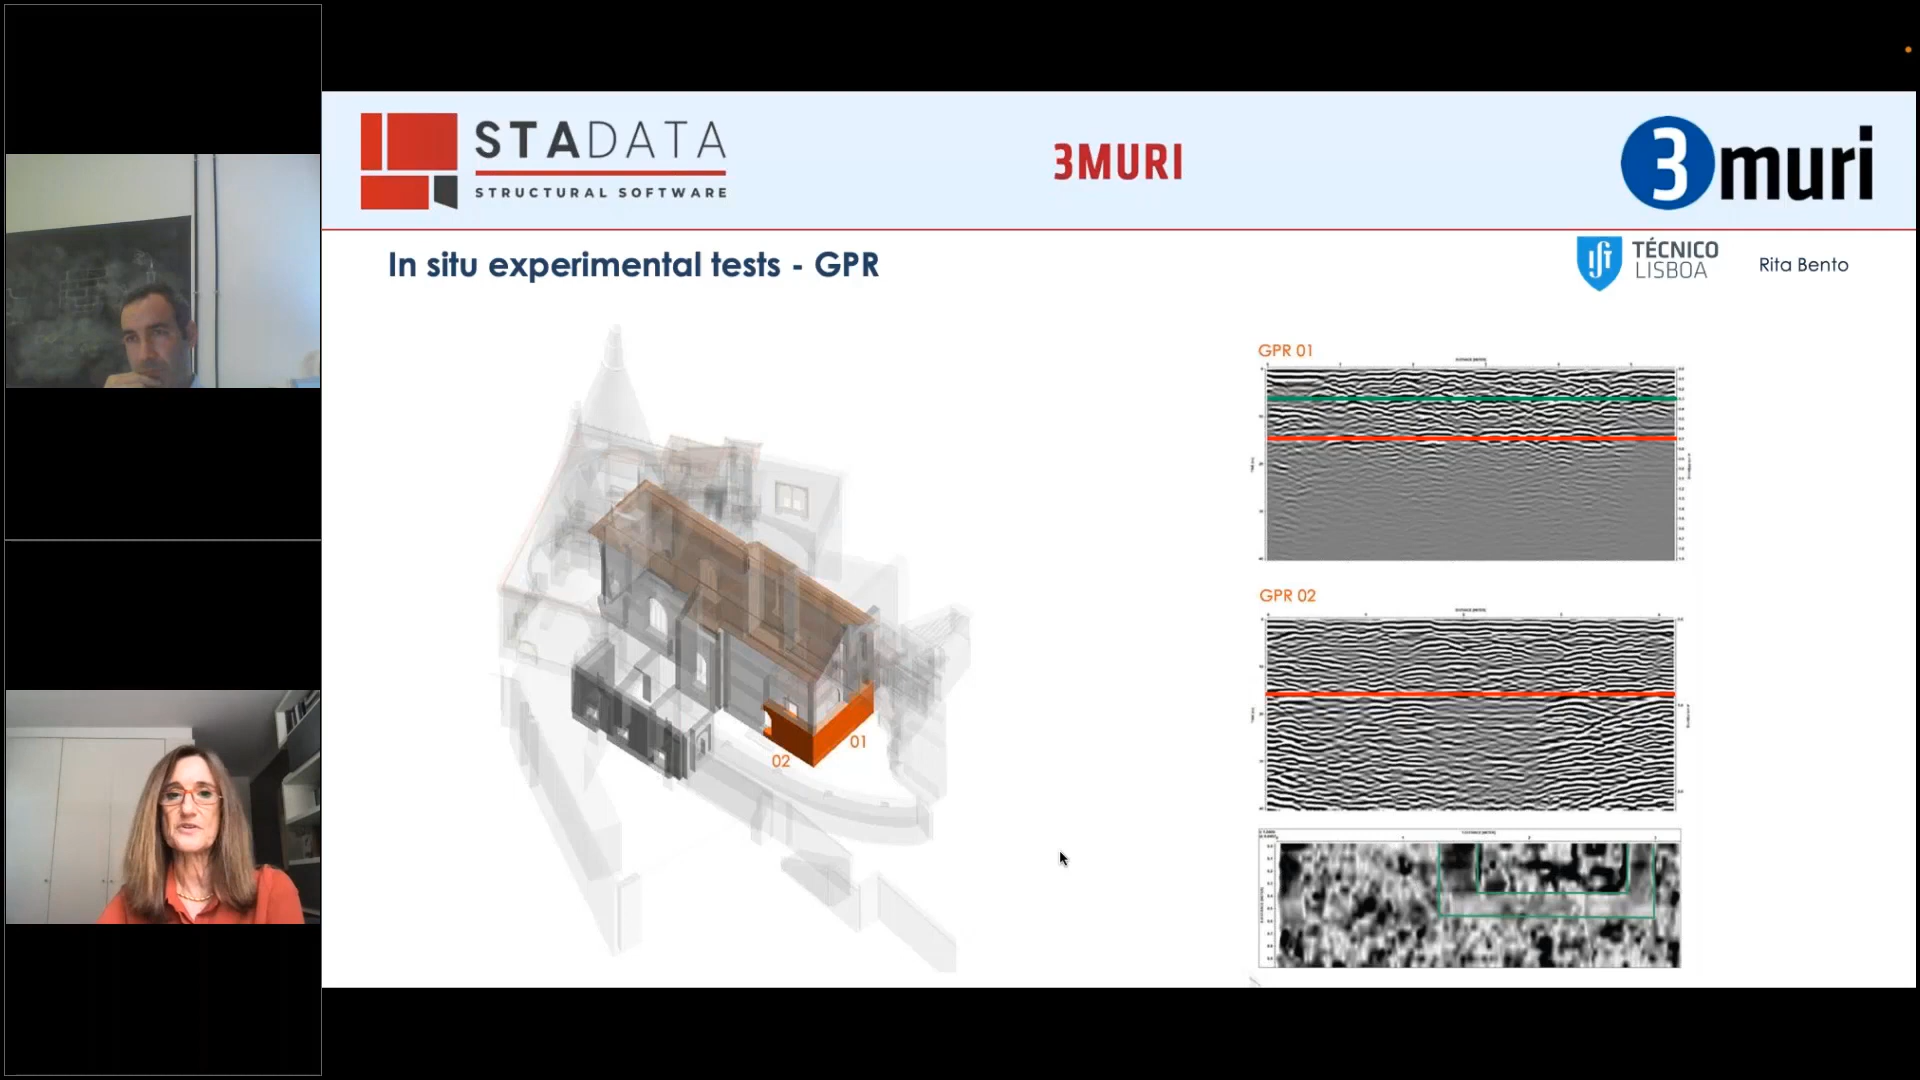 STADATA
STRUCTURAL SOFTWARE
3MURI
3muri
In situ experimental tests - GPR
TÉCNICO
LISBOA
Rita Bento
GPR 01
GPR 02
01
02